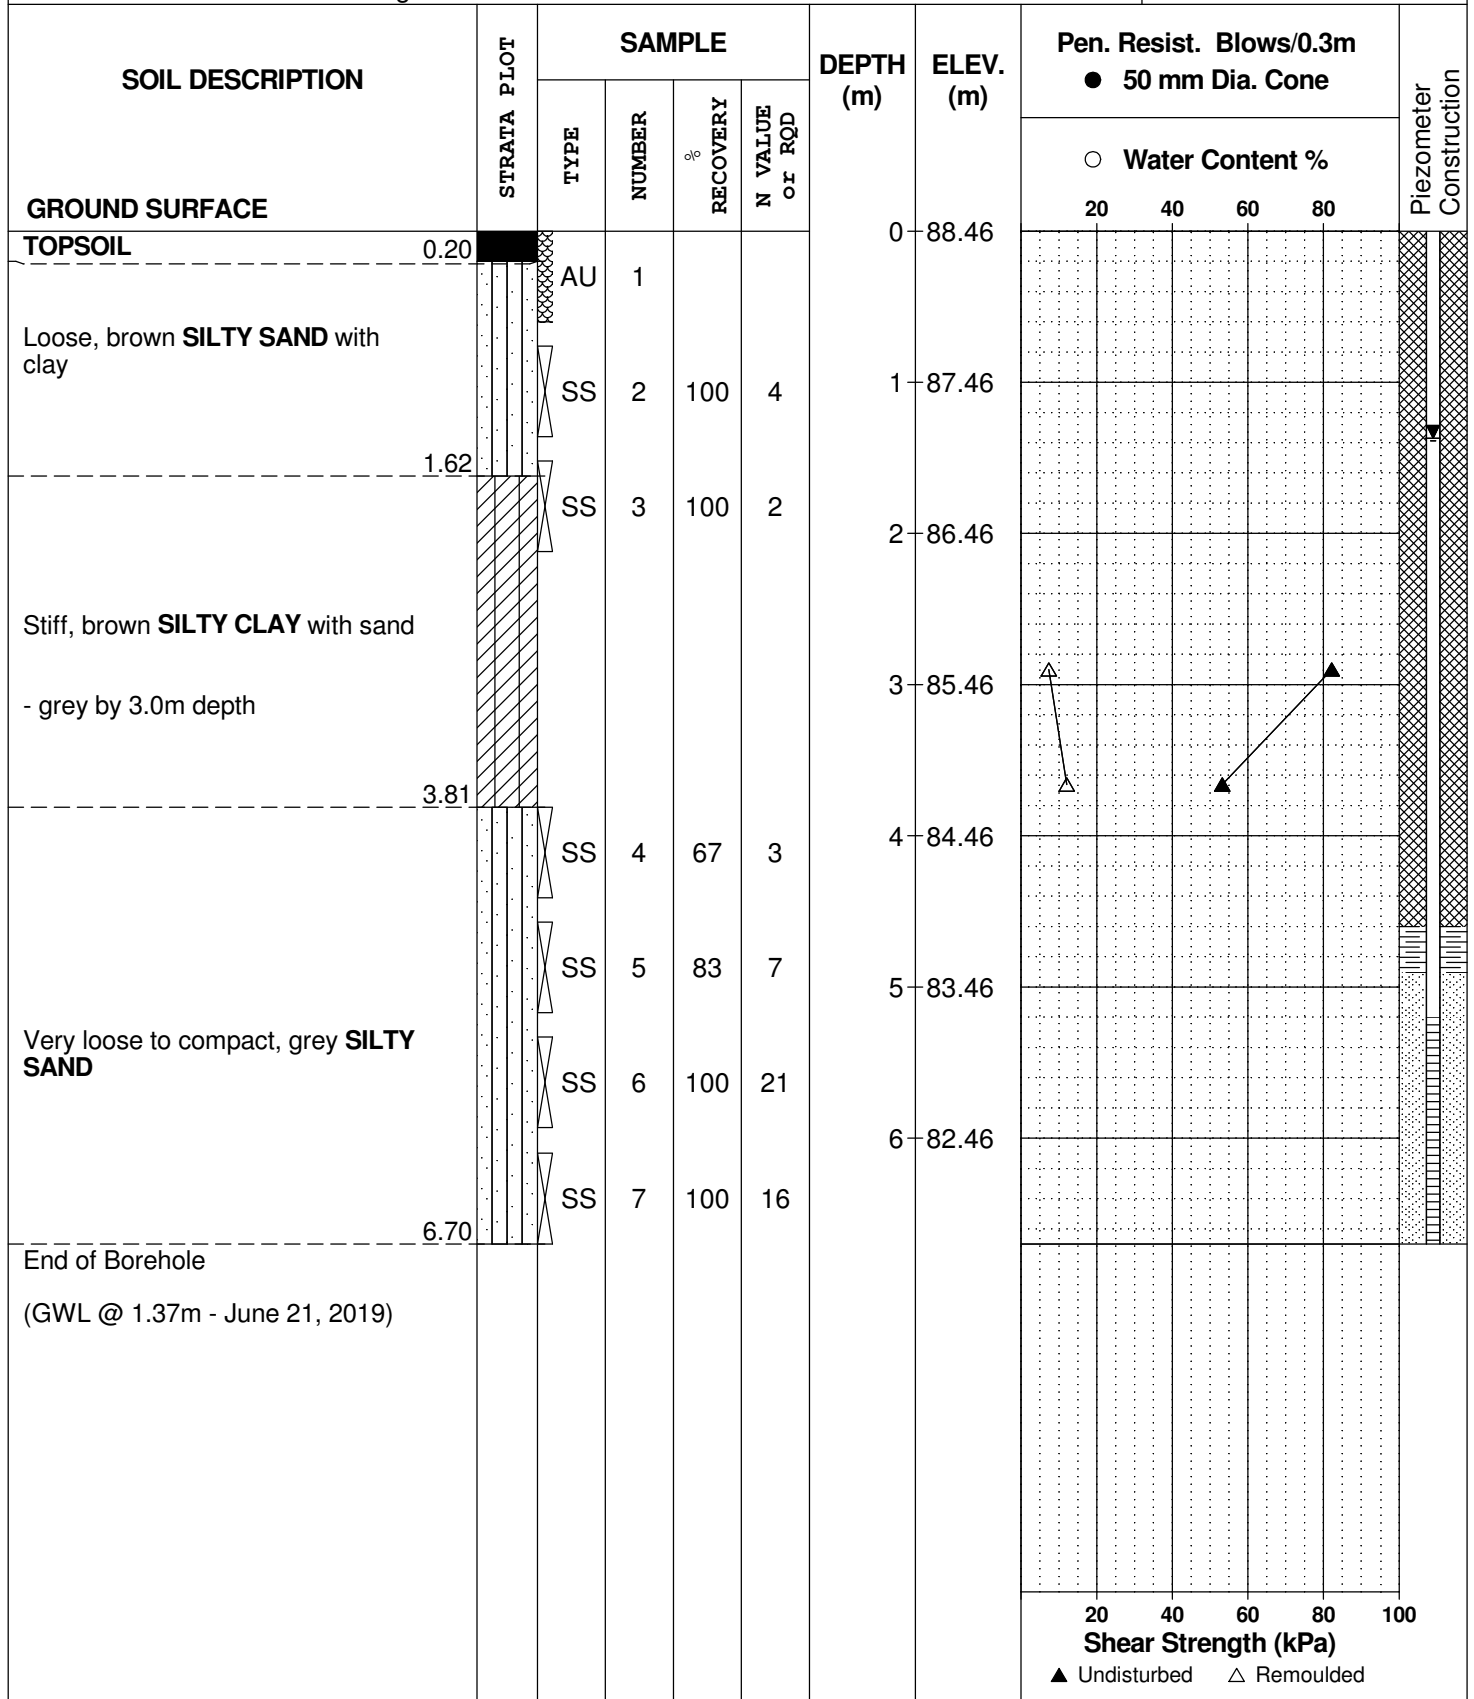 SOIL DESCRIPTION
GROUND SURFACE
STRATA PLOT
SAMPLE
TYPE
NUMBER
%
RECOVERY
N VALUE
or RQD
DEPTH
(m)
ELEV.
(m)
Pen. Resist. Blows/0.3m
● 50 mm Dia. Cone
○ Water Content %
20 40 60 80
Piezometer
Construction
TOPSOIL 0.20
0 88.46
AU 1
Loose, brown SILTY SAND with
clay
SS 2 100 4
1 87.46
1.62
SS 3 100 2
2 86.46
Stiff, brown SILTY CLAY with sand
3 85.46
- grey by 3.0m depth
3.81
SS 4 67 3
4 84.46
SS 5 83 7
5 83.46
Very loose to compact, grey SILTY
SAND
SS 6 100 21
6 82.46
SS 7 100 16
6.70
End of Borehole
(GWL @ 1.37m - June 21, 2019)
20 40 60 80 100
Shear Strength (kPa)
▲ Undisturbed △ Remoulded